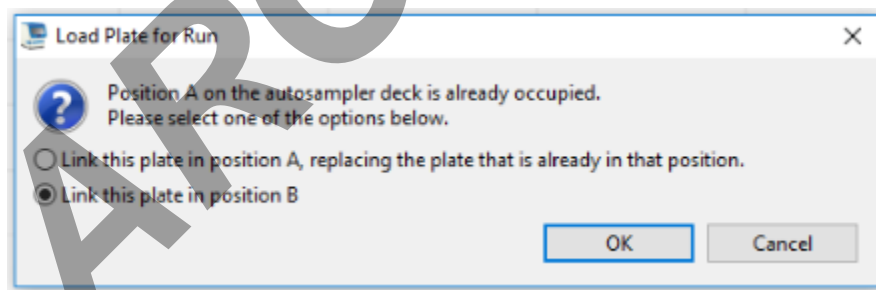 Load Plate for Run
Position A on the autosampler deck is already occupied.
Please select one of the options below.
Link this plate in position A, replacing the plate that is already in that position.
Link this plate in position B
OK
Cancel
ARC